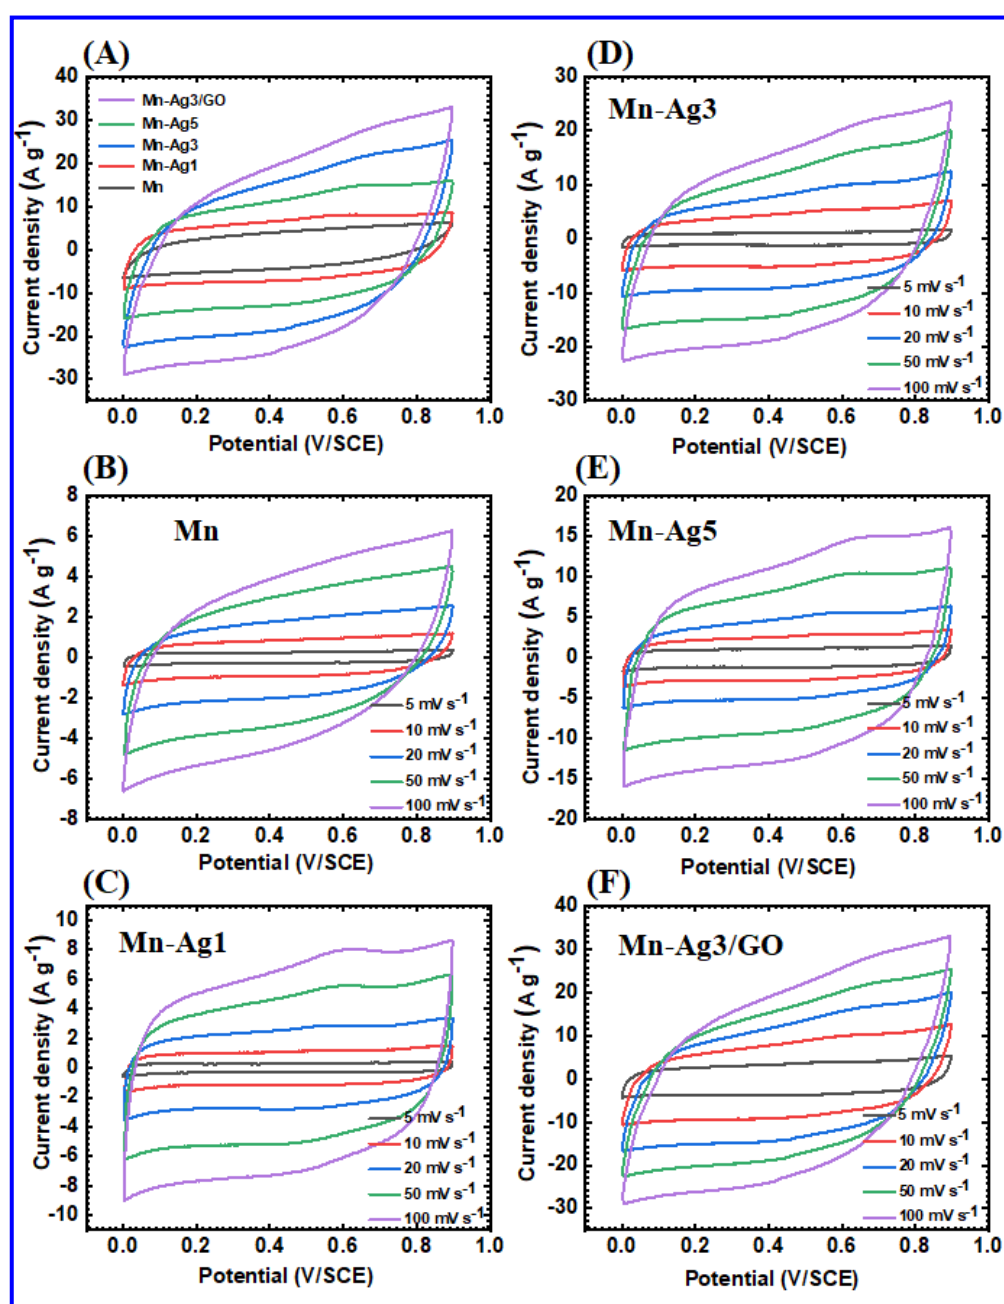 (A)
40
30
20
10
0
-10
-20
-30
Current density (A g⁻¹)
Mn-Ag3/GO
Mn-Ag5
Mn-Ag3
Mn-Ag1
Mn
0.0 0.2 0.4 0.6 0.8 1.0
Potential (V/SCE)
(B)
Mn
8
6
4
2
0
-2
-4
-6
-8
Current density (A g⁻¹)
5 mV s⁻¹
10 mV s⁻¹
20 mV s⁻¹
50 mV s⁻¹
100 mV s⁻¹
0.0 0.2 0.4 0.6 0.8 1.0
Potential (V/SCE)
(C)
Mn-Ag1
10
8
6
4
2
0
-2
-4
-6
-8
-10
Current density (A g⁻¹)
5 mV s⁻¹
10 mV s⁻¹
20 mV s⁻¹
50 mV s⁻¹
100 mV s⁻¹
0.0 0.2 0.4 0.6 0.8 1.0
Potential (V/SCE)
(D)
Mn-Ag3
30
20
10
0
-10
-20
-30
Current density (A g⁻¹)
5 mV s⁻¹
10 mV s⁻¹
20 mV s⁻¹
50 mV s⁻¹
100 mV s⁻¹
0.0 0.2 0.4 0.6 0.8 1.0
Potential (V/SCE)
(E)
Mn-Ag5
20
15
10
5
0
-5
-10
-15
-20
Current density (A g⁻¹)
5 mV s⁻¹
10 mV s⁻¹
20 mV s⁻¹
50 mV s⁻¹
100 mV s⁻¹
0.0 0.2 0.4 0.6 0.8 1.0
Potential (V/SCE)
(F)
Mn-Ag3/GO
40
30
20
10
0
-10
-20
-30
Current density (A g⁻¹)
5 mV s⁻¹
10 mV s⁻¹
20 mV s⁻¹
50 mV s⁻¹
100 mV s⁻¹
0.0 0.2 0.4 0.6 0.8 1.0
Potential (V/SCE)